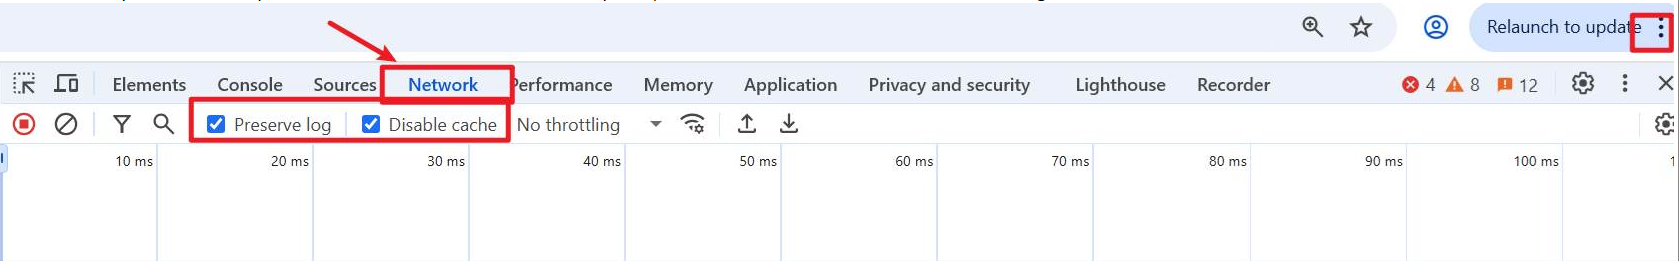 Relaunch to update
Elements Console Sources Network Performance Memory Application Privacy and security Lighthouse Recorder 4 8 12
Preserve log Disable cache No throttling
10 ms 20 ms 30 ms 40 ms 50 ms 60 ms 70 ms 80 ms 90 ms 100 ms 1